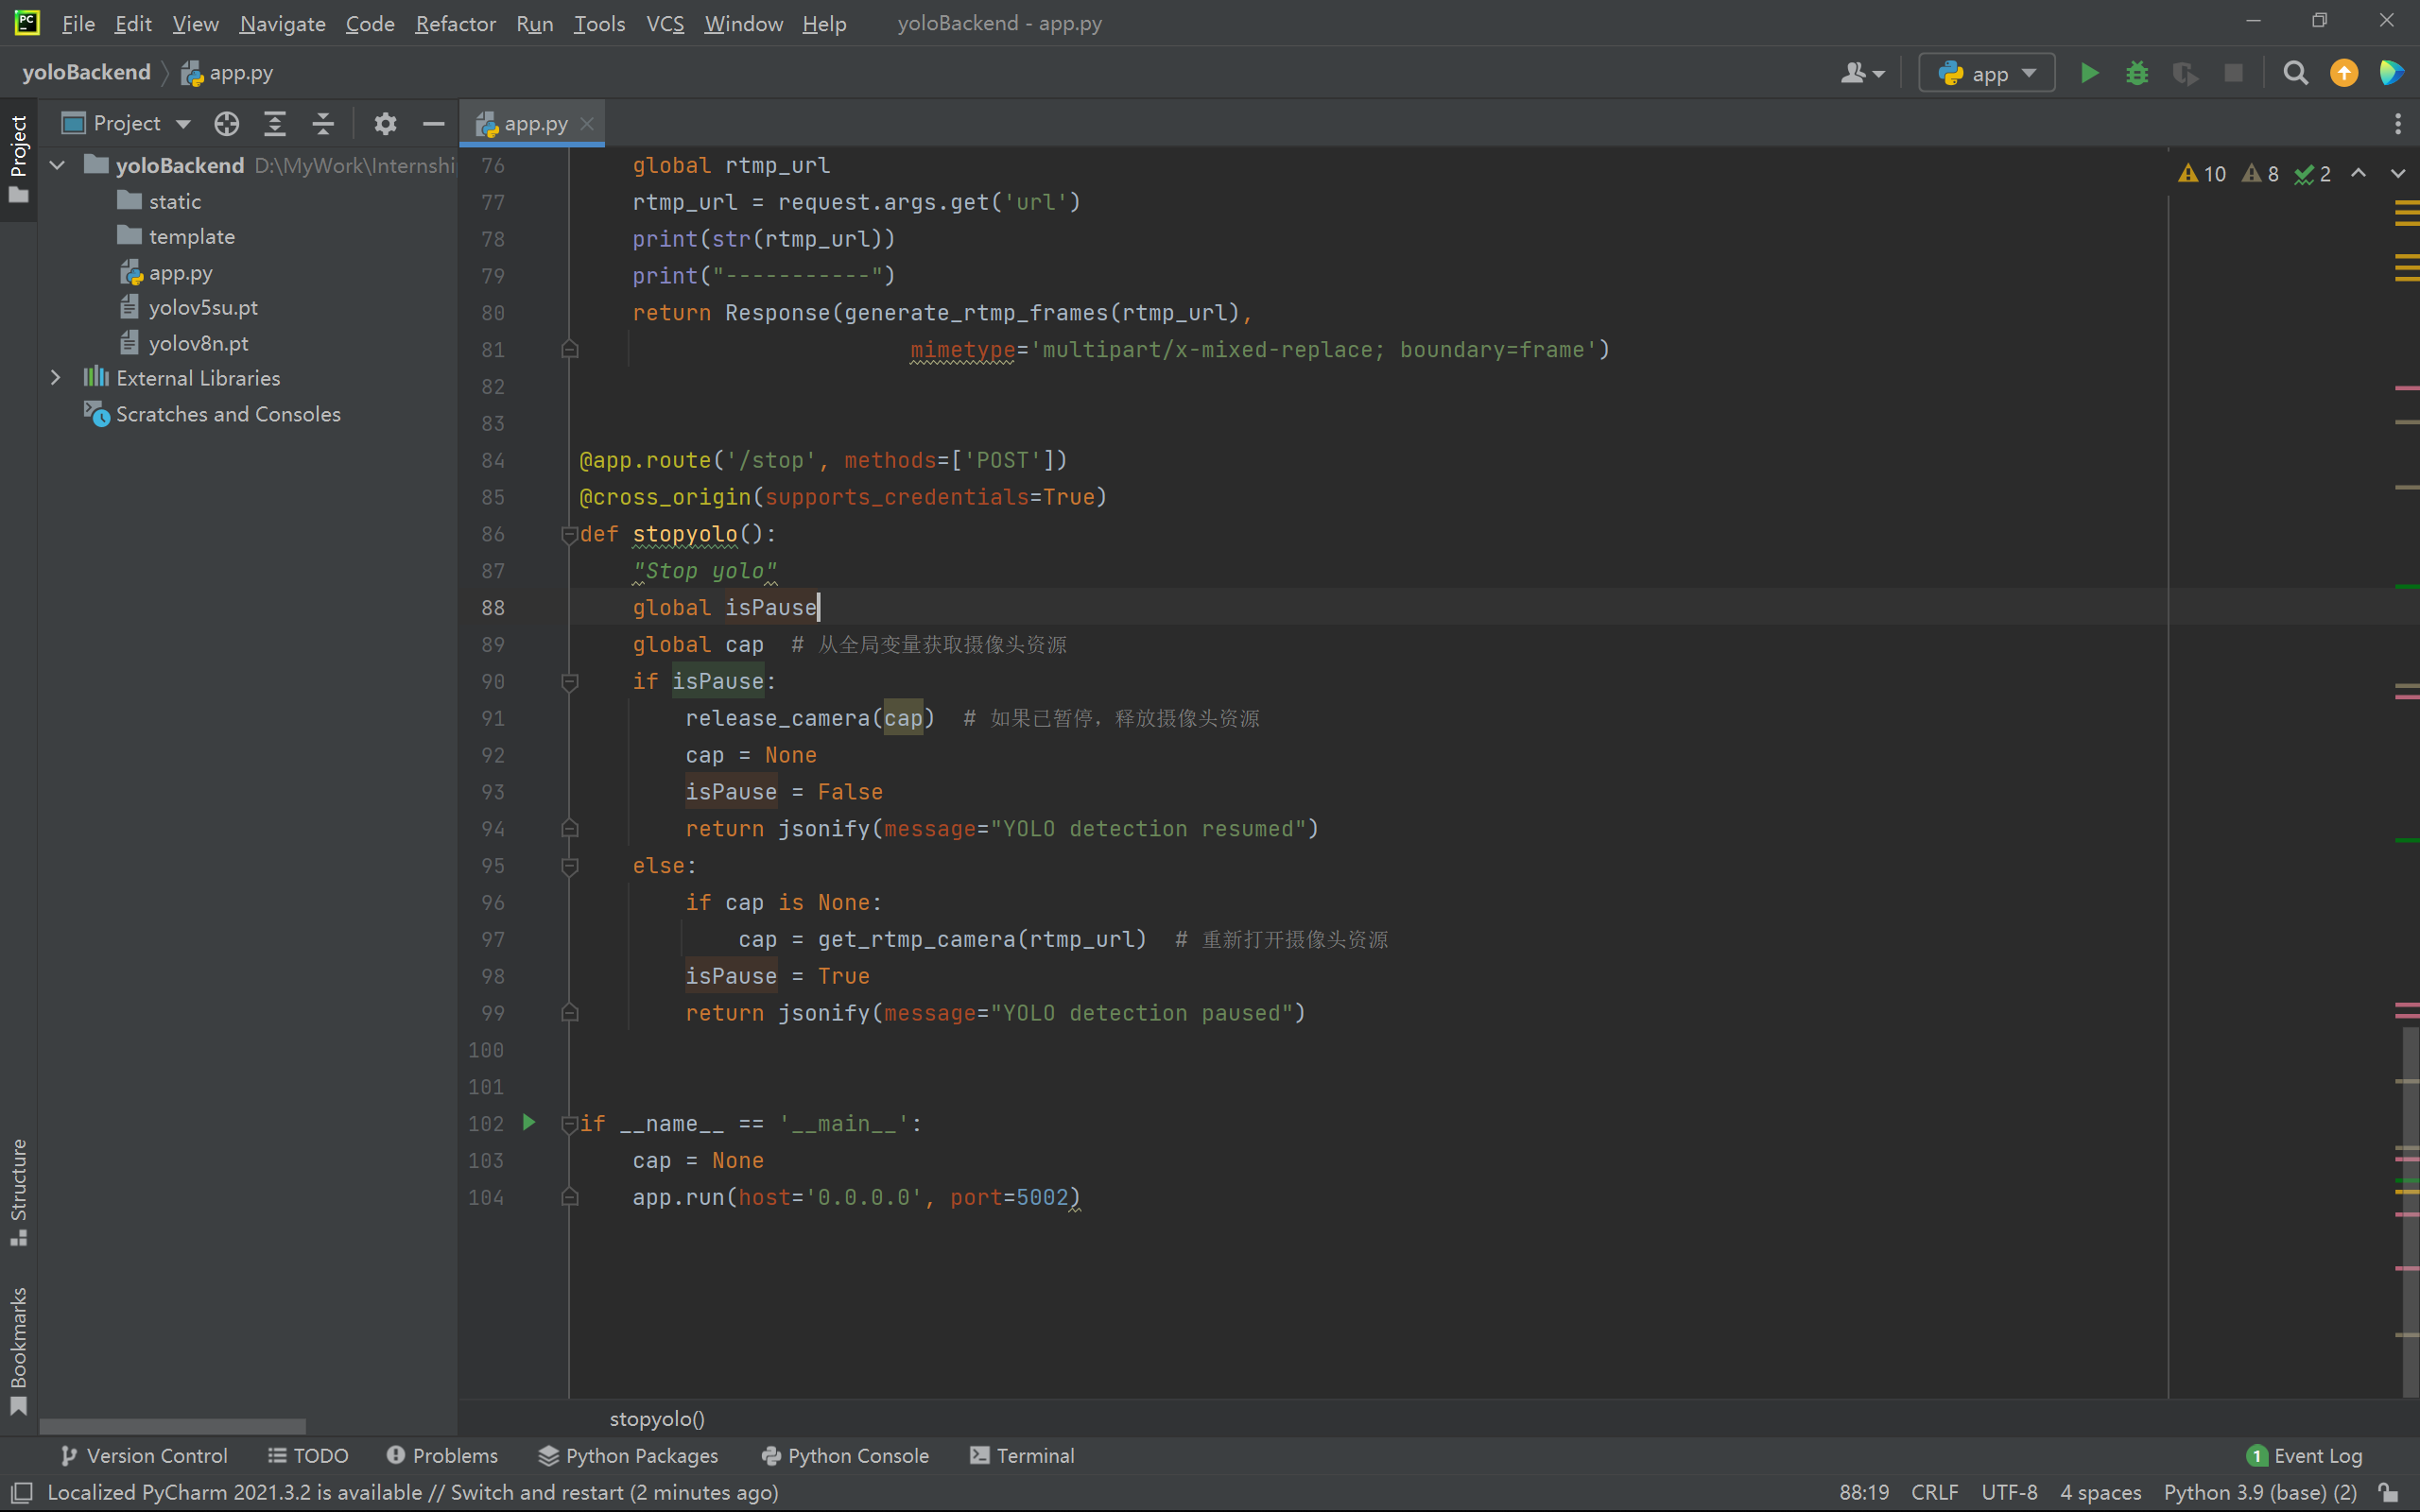 PC File Edit View Navigate Code Refactor Run Tools VCS Window Help yoloBackend - app.py
yoloBackend app.py app
Project
Project
app.py
yoloBackend D:\MyWork\Internshi
static
template
app.py
yolov5su.pt
yolov8n.pt
External Libraries
Scratches and Consoles
10 8 2
76 global rtmp_url
77 rtmp_url = request.args.get('url')
78 print(str(rtmp_url))
79 print("-----------")
80 return Response(generate_rtmp_frames(rtmp_url),
81 mimetype='multipart/x-mixed-replace; boundary=frame')
82
83
84 @app.route('/stop', methods=['POST'])
85 @cross_origin(supports_credentials=True)
86 def stopyolo():
87 "Stop yolo"
88 global isPause
89 global cap # 从全局变量获取摄像头资源
90 if isPause:
91 release_camera(cap) # 如果已暂停，释放摄像头资源
92 cap = None
93 isPause = False
94 return jsonify(message="YOLO detection resumed")
95 else:
96 if cap is None:
97 cap = get_rtmp_camera(rtmp_url) # 重新打开摄像头资源
98 isPause = True
99 return jsonify(message="YOLO detection paused")
100
101
102 if __name__ == '__main__':
103 cap = None
104 app.run(host='0.0.0.0', port=5002)
Structure
Bookmarks
stopyolo()
Version Control TODO Problems Python Packages Python Console Terminal 1 Event Log
Localized PyCharm 2021.3.2 is available // Switch and restart (2 minutes ago) 88:19 CRLF UTF-8 4 spaces Python 3.9 (base) (2)